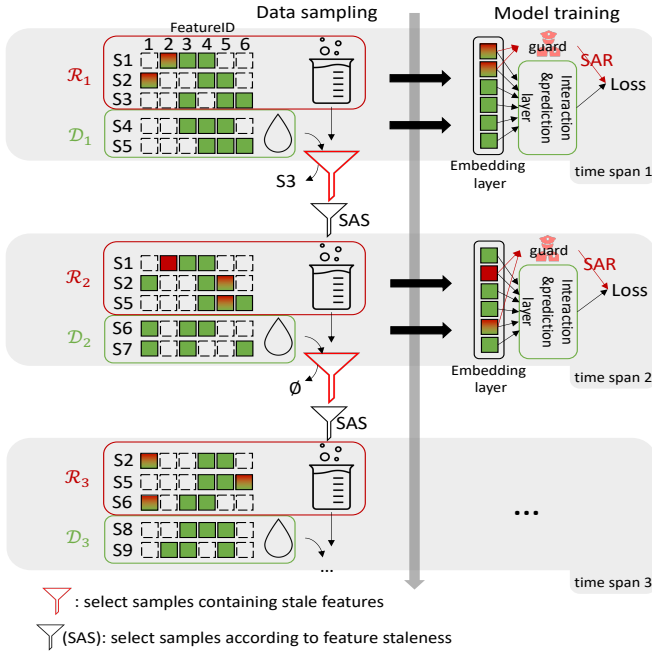 Data sampling
Model training
FeatureID
1 2 3 4 5 6
S1
S2
S3
S4
S5
R1
D1
S3
SAS
guard
SAR
Loss
Interaction
&prediction
layer
Embedding
layer
time span 1
S1
S2
S5
S6
S7
R2
D2
Ø
SAS
guard
SAR
Loss
Interaction
&prediction
layer
Embedding
layer
time span 2
S2
S5
S6
S8
S9
R3
D3
...
...
time span 3
: select samples containing stale features
(SAS): select samples according to feature staleness